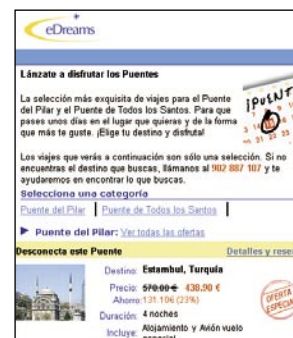 eDreams
Lánzate a disfrutar los Puentes
La selección más exquisita de viajes para el Puente
del Pilar y el Puente de Todos los Santos. Para que
pases unos días en el lugar que quieras y de la forma
que más te guste. ¡Elige tu destino y disfruta!
¡PUENT
Los viajes que verás a continuación son sólo una selección. Si no
encuentras el destino que buscas, llámanos al 902 887 107 y te
ayudaremos en encontrar lo que buscas.
Selecciona una categoría
Puente del Pilar | Puente de Todos los Santos |
Puente del Pilar: Ver todas las ofertas
Desconecta este Puente Detalles y rese
Destino: Estambul, Turquía
Precio: 570.00 € 438.90 €
Ahorro: 131.10€ (23%)
OFERTA
ESPECIAL
Duración: 4 noches
Incluye: Alojamiento y Avión vuelo